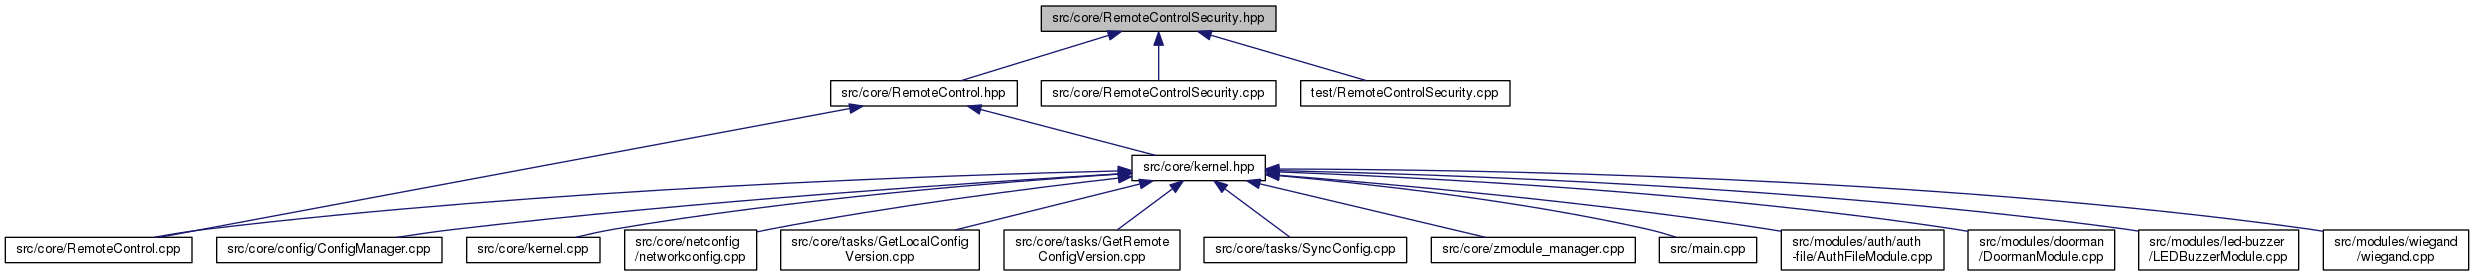 src/core/RemoteControlSecurity.hpp
src/core/RemoteControl.hpp
src/core/RemoteControlSecurity.cpp
test/RemoteControlSecurity.cpp
src/core/kernel.hpp
src/core/RemoteControl.cpp
src/core/config/ConfigManager.cpp
src/core/kernel.cpp
src/core/netconfig
/networkconfig.cpp
src/core/tasks/GetLocalConfig
Version.cpp
src/core/tasks/GetRemote
ConfigVersion.cpp
src/core/tasks/SyncConfig.cpp
src/core/zmodule_manager.cpp
src/main.cpp
src/modules/auth/auth
-file/AuthFileModule.cpp
src/modules/doorman
/DoormanModule.cpp
src/modules/led-buzzer
/LEDBuzzerModule.cpp
src/modules/wiegand
/wiegand.cpp